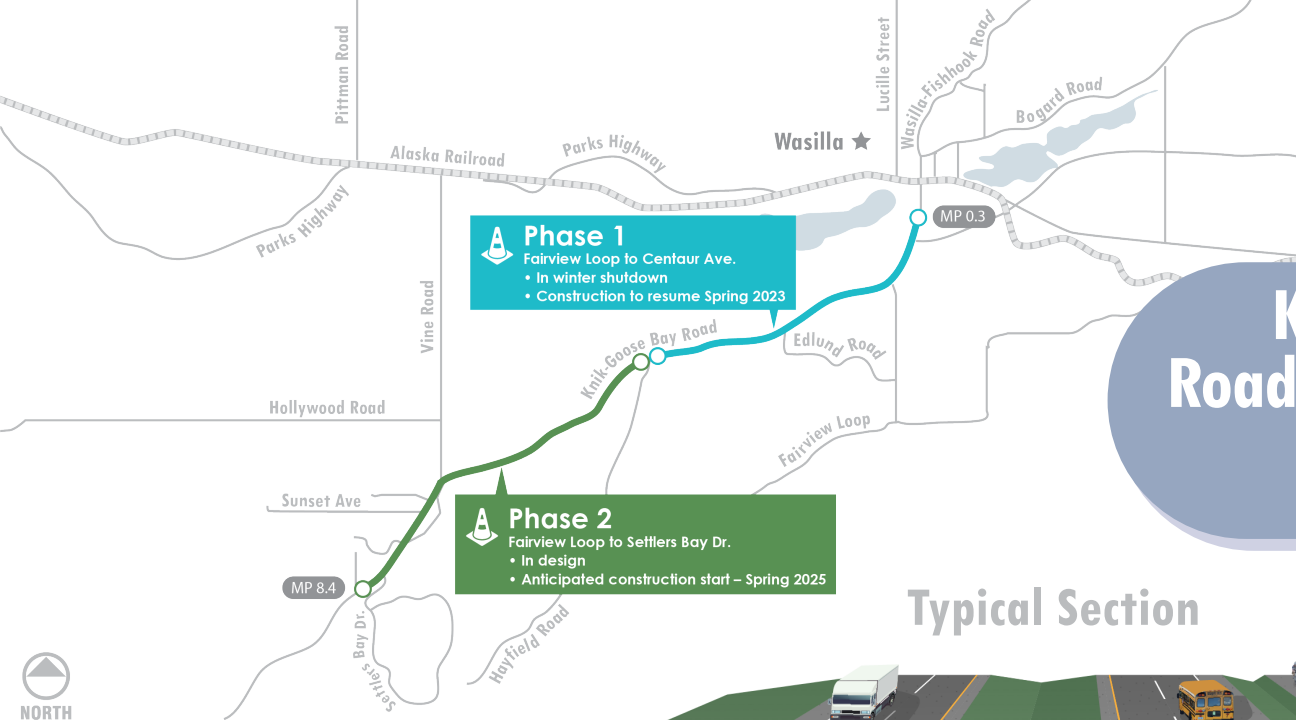 Pittman Road
Lucille Street
Wasilla-Fishhook Road
Bogard Road
Wasilla
Alaska Railroad
Parks Highway
Parks Highway
MP 0.3
Phase 1
Fairview Loop to Centaur Ave.
• In winter shutdown
• Construction to resume Spring 2023
Vine Road
Knik-Goose Bay Road
Edlund Road
K
Road
Hollywood Road
Fairview Loop
Sunset Ave
Phase 2
Fairview Loop to Settlers Bay Dr.
• In design
• Anticipated construction start – Spring 2025
MP 8.4
Settlers Bay Dr.
Hayfield Road
Typical Section
NORTH